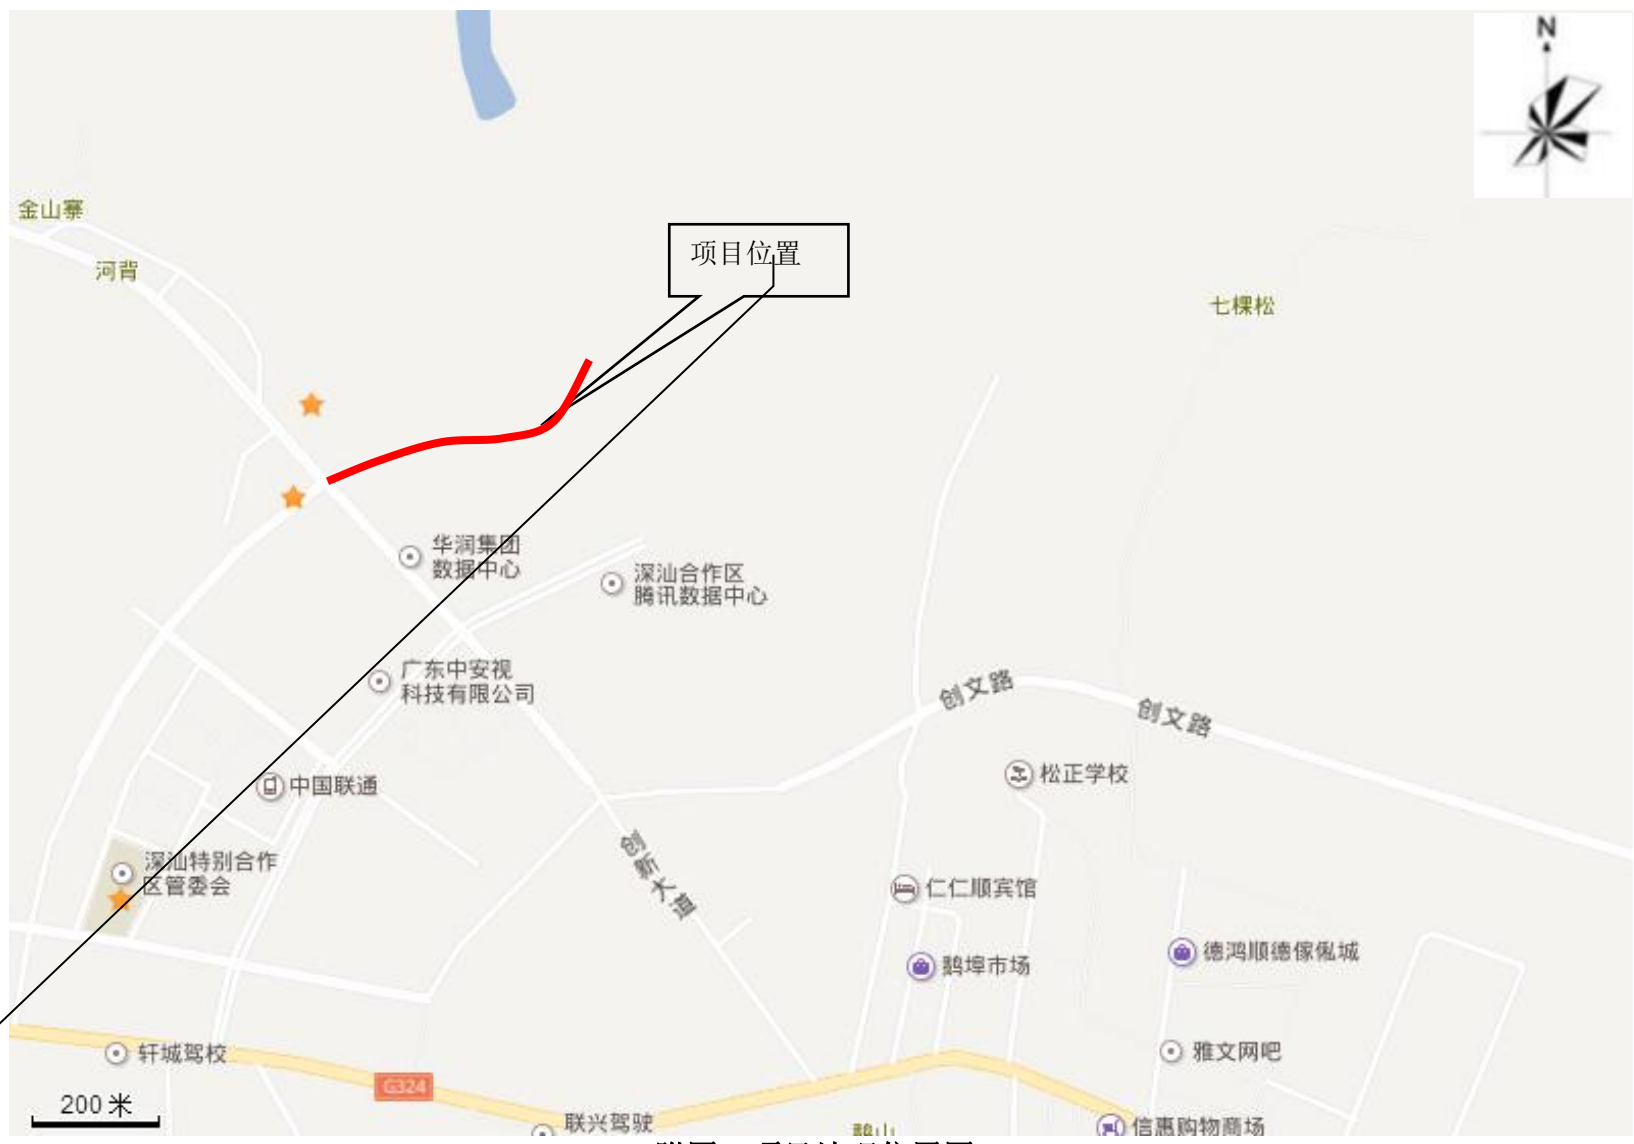 N
金山寨
河背
项目位置
七棵松
华润集团
数据中心
深汕合作区
腾讯数据中心
广东中安视
科技有限公司
创文路
创文路
中国联通
松正学校
创新大道
深汕特别合作
区管委会
仁仁顺宾馆
鹅埠市场
德鸿顺德傢俬城
轩城驾校
雅文网吧
G324
200 米
联兴驾驶
信惠购物商场